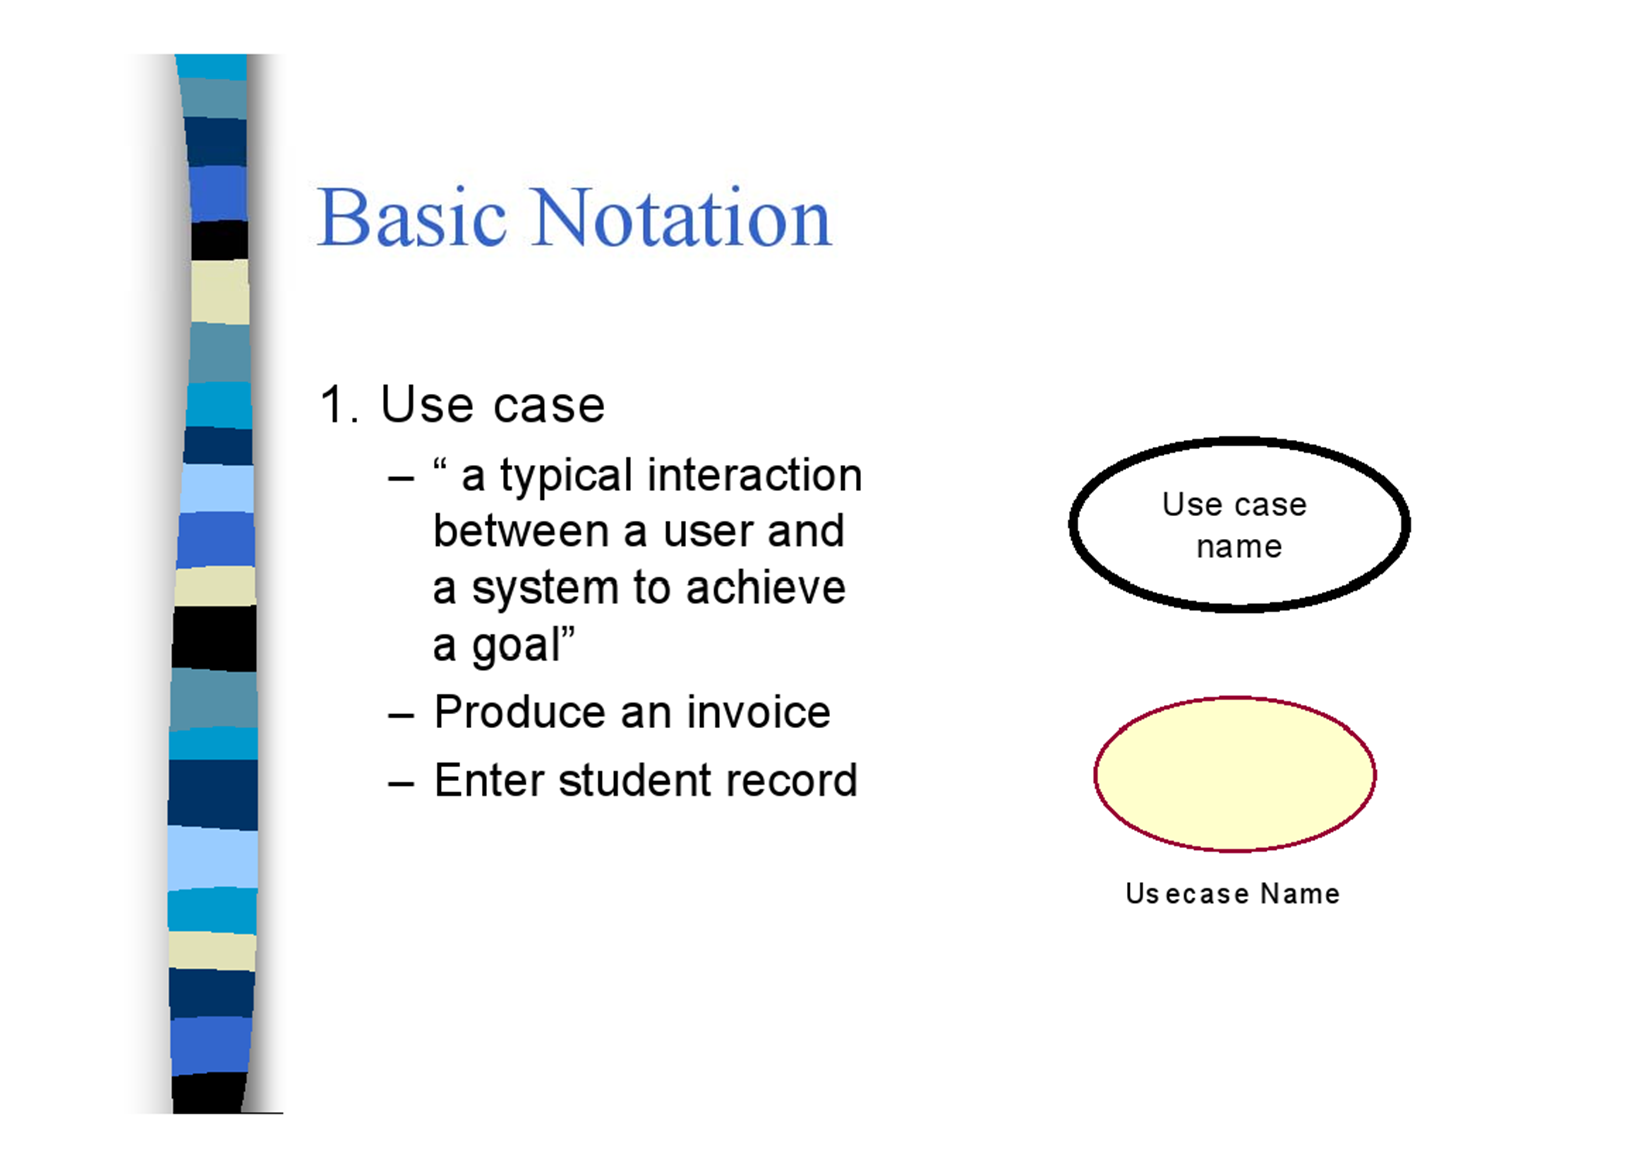 Basic Notation
1. Use case
– “ a typical interaction
between a user and
a system to achieve
a goal”
– Produce an invoice
– Enter student record
Use case
name
Usecase Name